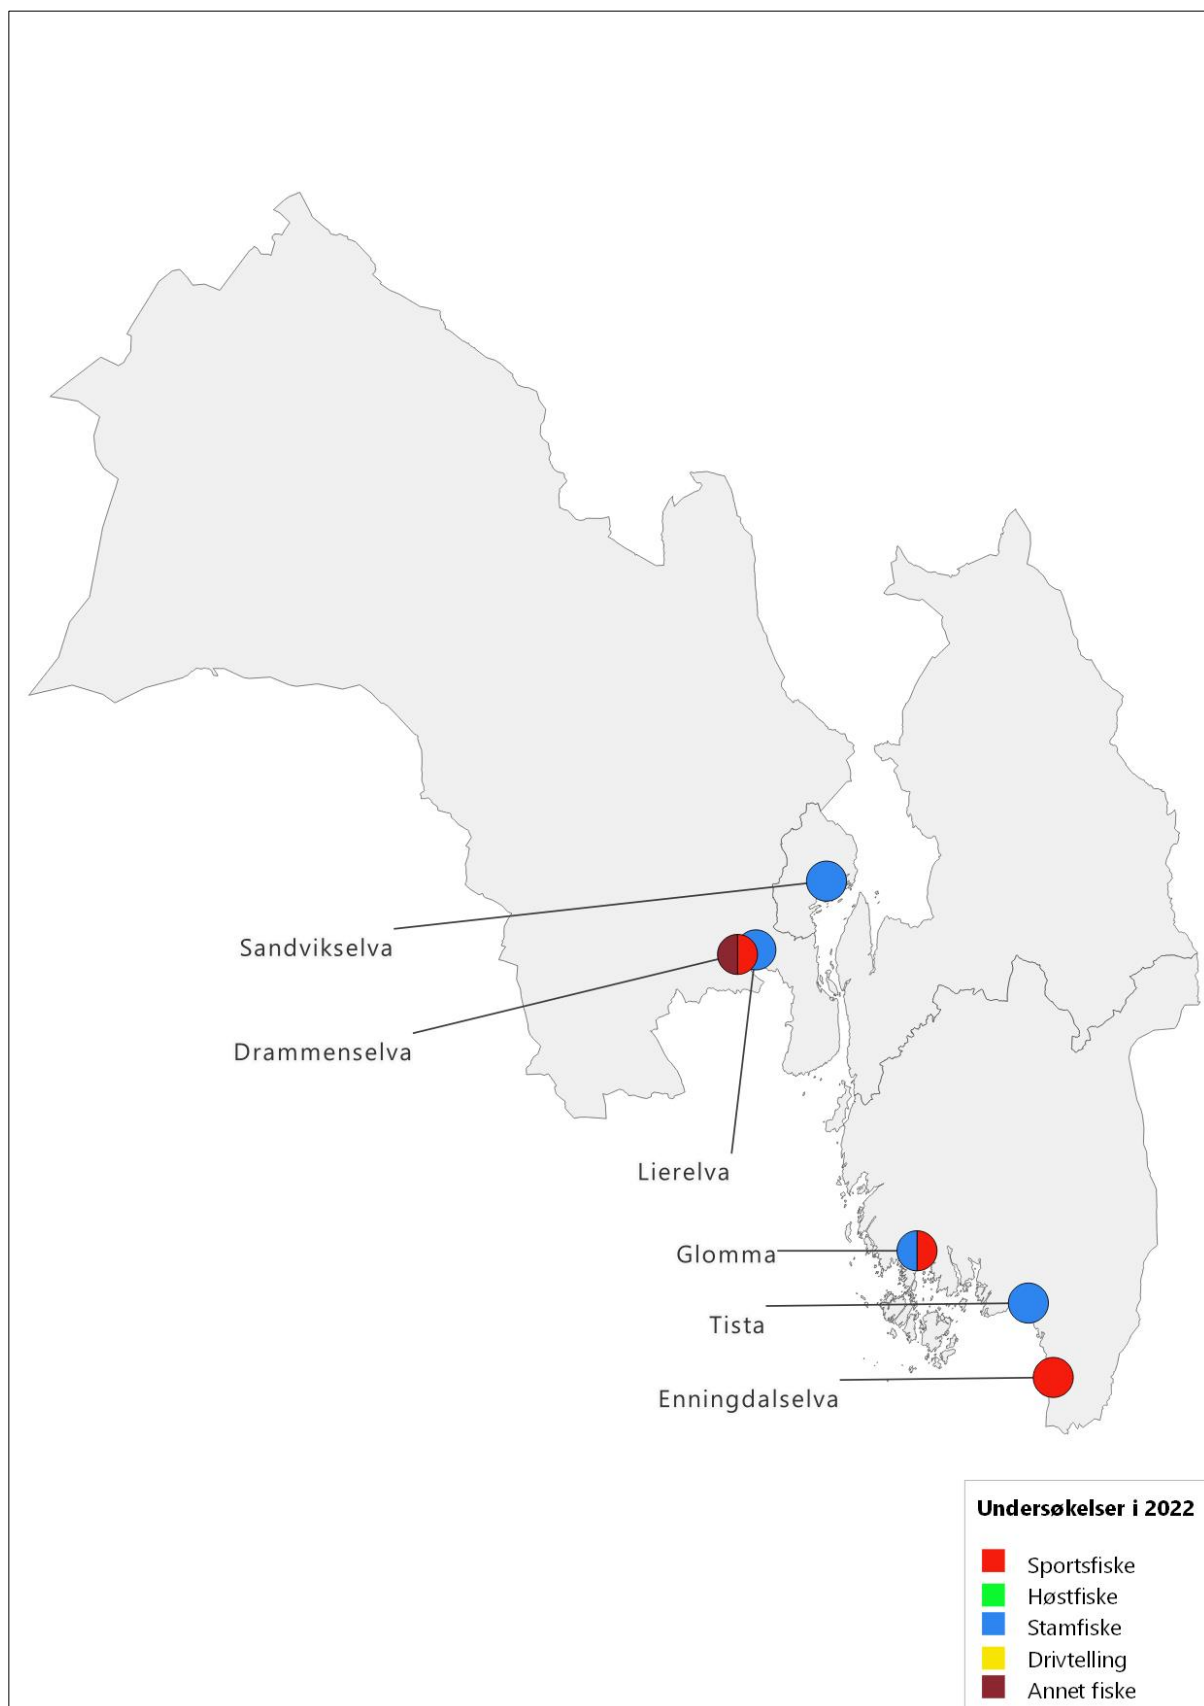 Sandvikselva
Drammenselva
Lierelva
Glomma
Tista
Enningdalselva
Undersøkelser i 2022
Sportsfiske
Høstfiske
Stamfiske
Drivtelling
Annet fiske